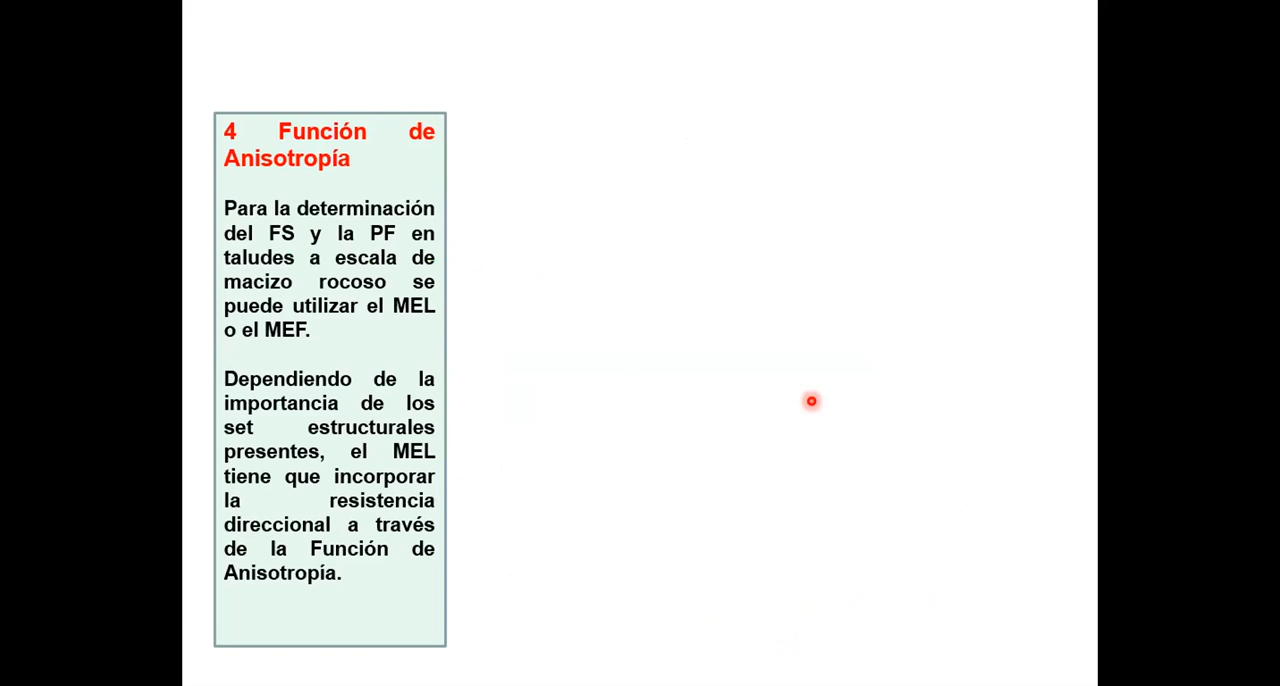 4 Función de
Anisotropía
Para la determinación
del FS y la PF en
taludes a escala de
macizo rocoso se
puede utilizar el MEL
o el MEF.
Dependiendo de la
importancia de los
set estructurales
presentes, el MEL
tiene que incorporar
la resistencia
direccional a través
de la Función de
Anisotropía.